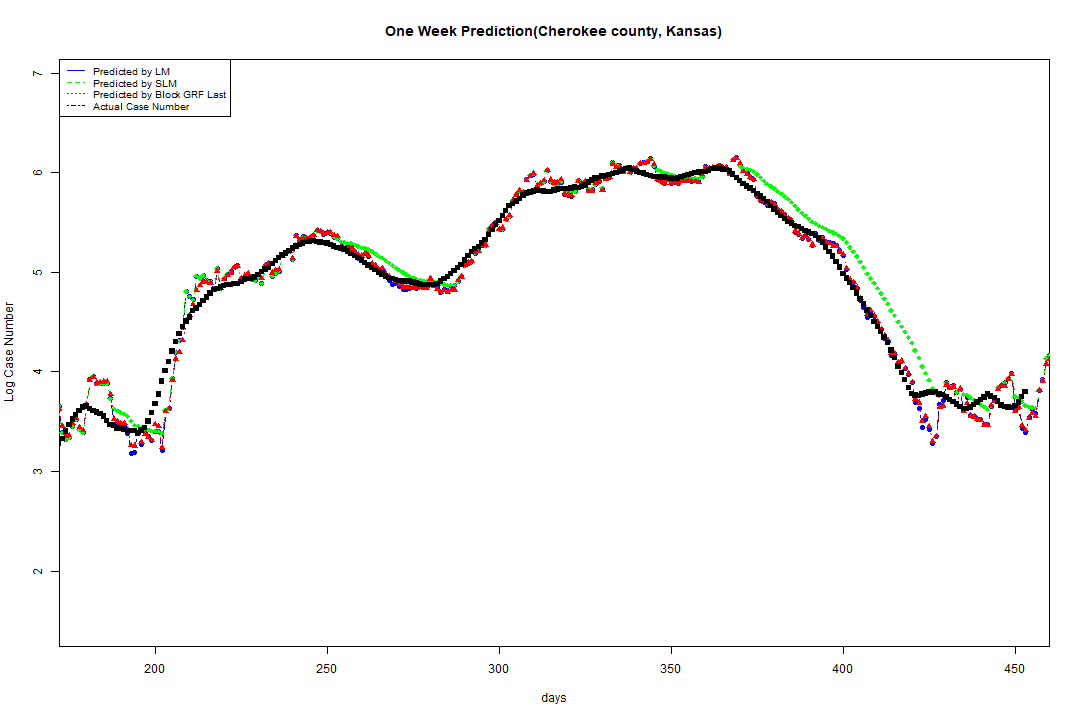 One Week Prediction(Cherokee county, Kansas)
Predicted by LM
Predicted by SLM
Predicted by Block GRF Last
Actual Case Number
7
6
5
4
3
2
Log Case Number
200 250 300 350 400 450
days